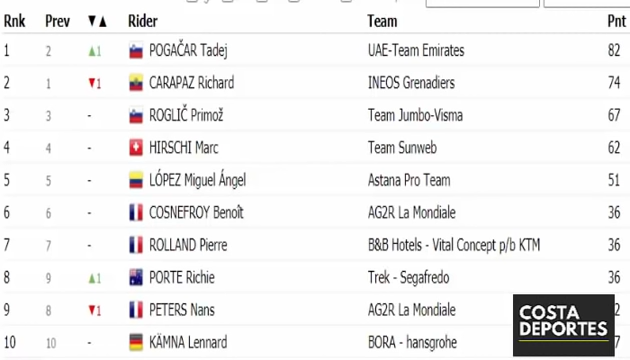 Rnk Prev ▼▲ Rider Team Pnt
1 2 ▲1 POGAČAR Tadej UAE-Team Emirates 82
2 1 ▼1 CARAPAZ Richard INEOS Grenadiers 74
3 3 - ROGLIČ Primož Team Jumbo-Visma 67
4 4 - HIRSCHI Marc Team Sunweb 62
5 5 - LÓPEZ Miguel Ángel Astana Pro Team 51
6 6 - COSNEFROY Benoît AG2R La Mondiale 36
7 7 - ROLLAND Pierre B&B Hotels - Vital Concept p/b KTM 36
8 9 ▲1 PORTE Richie Trek - Segafredo 36
9 8 ▼1 PETERS Nans AG2R La Mondiale
10 10 - KÄMNA Lennard BORA - hansgrohe
COSTA
DEPORTES